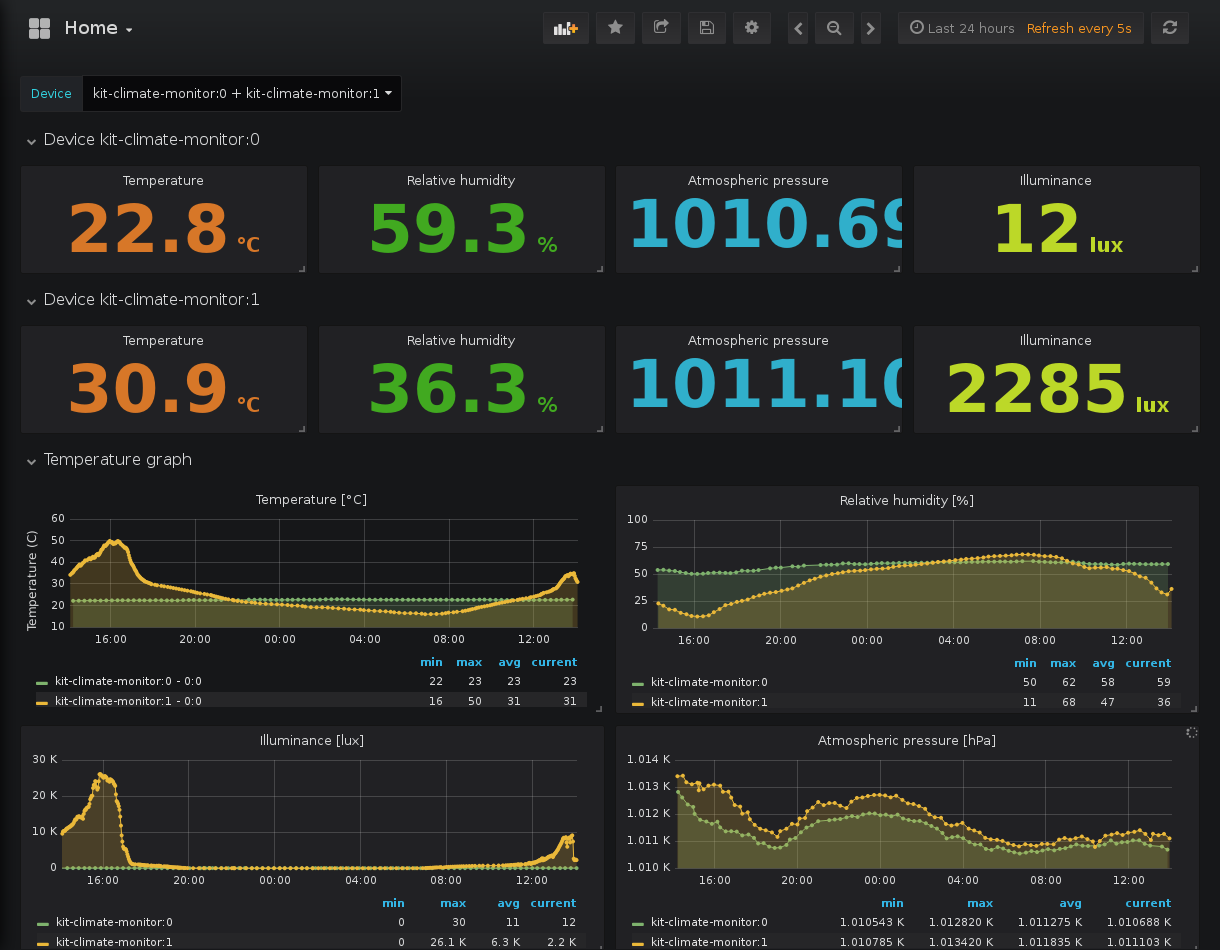 Home
Last 24 hours Refresh every 5s
Device kit-climate-monitor:0 + kit-climate-monitor:1
Device kit-climate-monitor:0
Temperature Relative humidity Atmospheric pressure Illuminance
22.8 °C 59.3 % 1010.69 12 lux
Device kit-climate-monitor:1
Temperature Relative humidity Atmospheric pressure Illuminance
30.9 °C 36.3 % 1011.10 2285 lux
Temperature graph
Temperature [°C]
Temperature (C)
60
50
40
30
20
10
16:00 20:00 00:00 04:00 08:00 12:00
min max avg current
kit-climate-monitor:0 - 0:0 22 23 23 23
kit-climate-monitor:1 - 0:0 16 50 31 31
Relative humidity [%]
100
75
50
25
0
16:00 20:00 00:00 04:00 08:00 12:00
min max avg current
kit-climate-monitor:0 50 62 58 59
kit-climate-monitor:1 11 68 47 36
Illuminance [lux]
30 K
20 K
10 K
0
16:00 20:00 00:00 04:00 08:00 12:00
min max avg current
kit-climate-monitor:0 0 30 11 12
kit-climate-monitor:1 0 26.1 K 6.3 K 2.2 K
Atmospheric pressure [hPa]
1.014 K
1.013 K
1.012 K
1.011 K
1.010 K
16:00 20:00 00:00 04:00 08:00 12:00
min max avg current
kit-climate-monitor:0 1.010543 K 1.012820 K 1.011275 K 1.010688 K
kit-climate-monitor:1 1.010785 K 1.013420 K 1.011835 K 1.011103 K